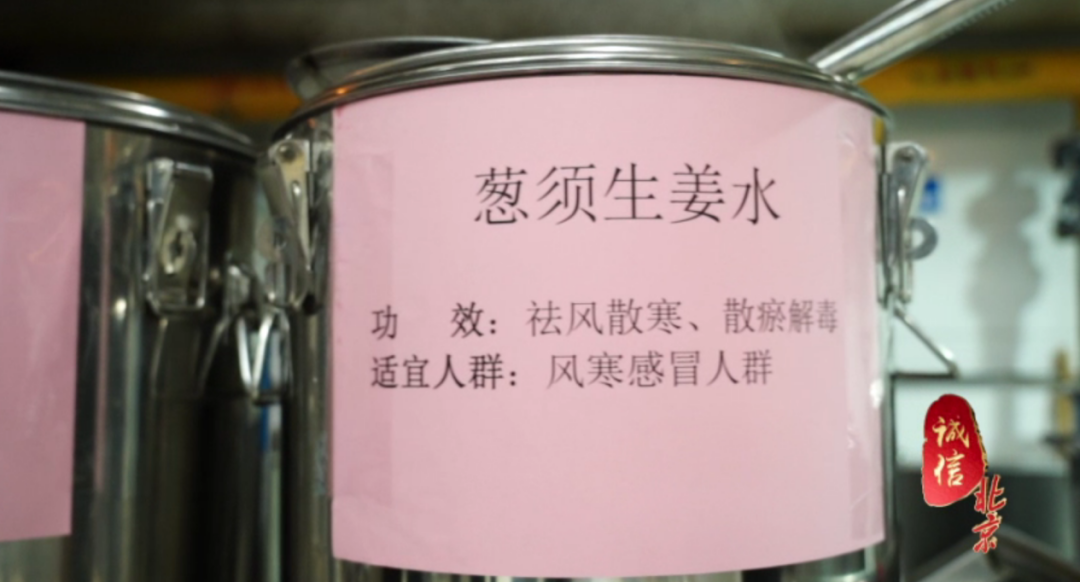 葱须生姜水
功　效：祛风散寒、散瘀解毒
适宜人群：风寒感冒人群
诚信
北京